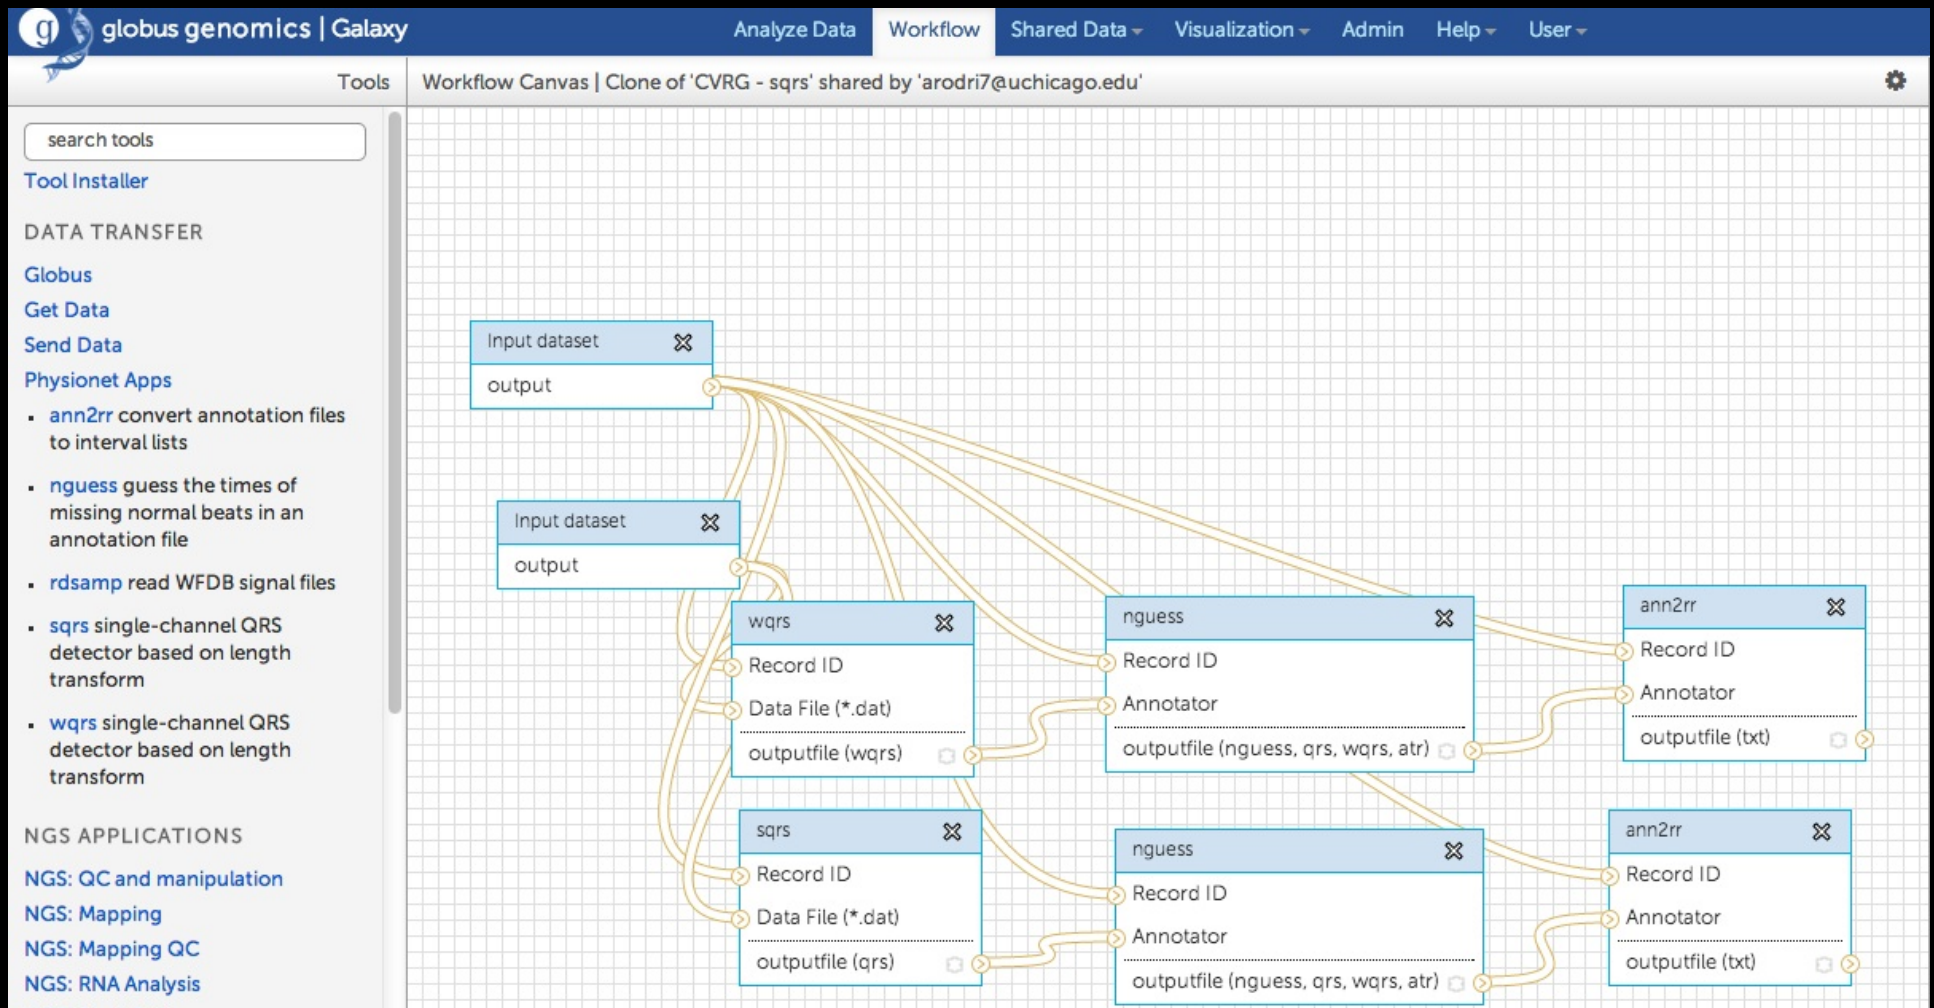 g globus genomics | Galaxy
Analyze Data Workflow Shared Data Visualization Admin Help User
Tools
Workflow Canvas | Clone of 'CVRG - sqrs' shared by 'arodri7@uchicago.edu'
search tools
Tool Installer
DATA TRANSFER
Globus
Get Data
Send Data
Physionet Apps
ann2rr convert annotation files
to interval lists
nguess guess the times of
missing normal beats in an
annotation file
rdsamp read WFDB signal files
sqrs single-channel QRS
detector based on length
transform
wqrs single-channel QRS
detector based on length
transform
NGS APPLICATIONS
NGS: QC and manipulation
NGS: Mapping
NGS: Mapping QC
NGS: RNA Analysis
Input dataset
output
Input dataset
output
wqrs
Record ID
Data File (*.dat)
outputfile (wqrs)
nguess
Record ID
Annotator
outputfile (nguess, qrs, wqrs, atr)
ann2rr
Record ID
Annotator
outputfile (txt)
sqrs
Record ID
Data File (*.dat)
outputfile (qrs)
nguess
Record ID
Annotator
outputfile (nguess, qrs, wqrs, atr)
ann2rr
Record ID
Annotator
outputfile (txt)